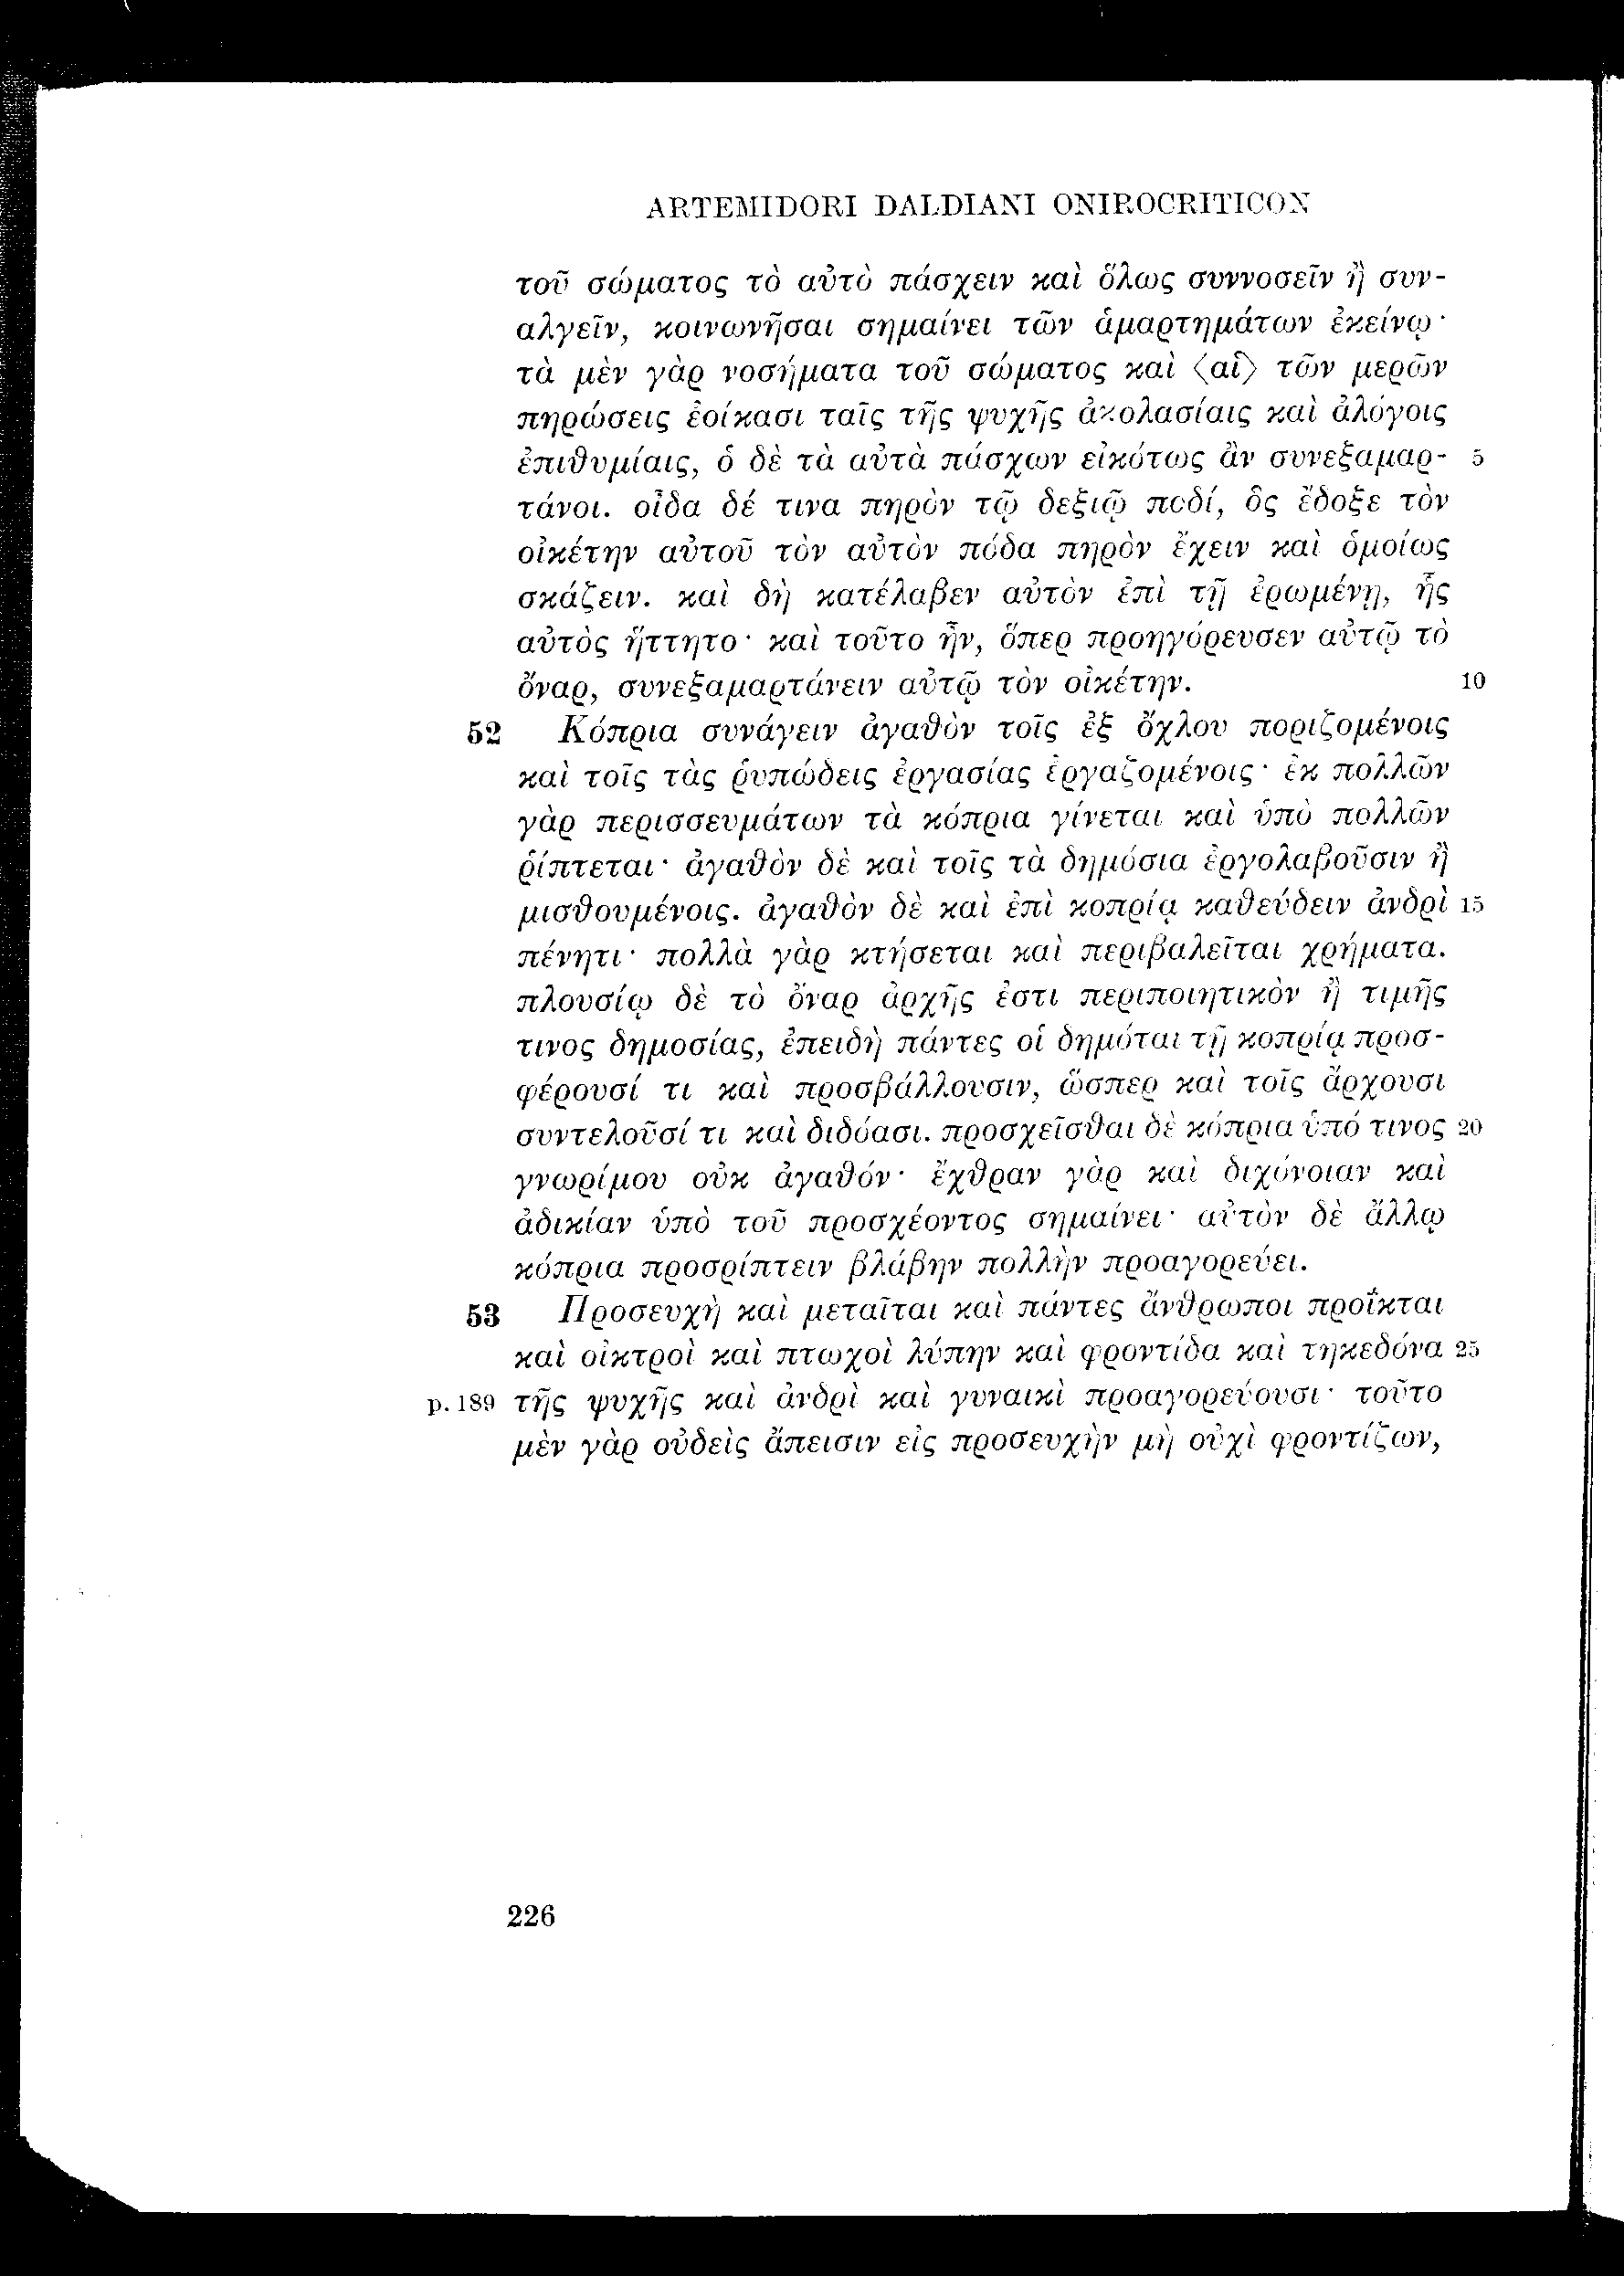 ARTEMIDORI DALDIANI ONIROCRITICON
τοῦ σώματος τὸ αὐτὸ πάσχειν καὶ ὅλως συννοσεῖν ἢ συν-
αλγεῖν, κοινωνῆσαι σημαίνει τῶν ἁμαρτημάτων ἐκείνῳ·
τὰ μὲν γὰρ νοσήματα τοῦ σώματος καὶ 〈αἱ〉 τῶν μερῶν
πηρώσεις ἐοίκασι ταῖς τῆς ψυχῆς ἀκολασίαις καὶ ἀλόγοις
ἐπιθυμίαις, ὁ δὲ τὰ αὐτὰ πάσχων εἰκότως ἂν συνεξαμαρ- 5
τάνοι. οἶδα δέ τινα πηρὸν τῷ δεξιῷ ποδί, ὃς ἔδοξε τὸν
οἰκέτην αὐτοῦ τὸν αὐτὸν πόδα πηρὸν ἔχειν καὶ ὁμοίως
σκάζειν. καὶ δὴ κατέλαβεν αὐτὸν ἐπὶ τῇ ἐρωμένῃ, ἧς
αὐτὸς ἥττητο· καὶ τοῦτο ἦν, ὅπερ προηγόρευσεν αὐτῷ τὸ
ὄναρ, συνεξαμαρτάνειν αὐτῷ τὸν οἰκέτην. 10
52 Κόπρια συνάγειν ἀγαθὸν τοῖς ἐξ ὄχλου ποριζομένοις
καὶ τοῖς τὰς ῥυπώδεις ἐργασίας ἐργαζομένοις· ἐκ πολλῶν
γὰρ περισσευμάτων τὰ κόπρια γίνεται καὶ ὑπὸ πολλῶν
ῥίπτεται· ἀγαθὸν δὲ καὶ τοῖς τὰ δημόσια ἐργολαβοῦσιν ἢ
μισθουμένοις. ἀγαθὸν δὲ καὶ ἐπὶ κοπρίᾳ καθεύδειν ἀνδρὶ 15
πένητι· πολλὰ γὰρ κτήσεται καὶ περιβαλεῖται χρήματα.
πλουσίῳ δὲ τὸ ὄναρ ἀρχῆς ἐστι περιποιητικὸν ἢ τιμῆς
τινος δημοσίας, ἐπειδὴ πάντες οἱ δημόται τῇ κοπρίᾳ προσ-
φέρουσί τι καὶ προσβάλλουσιν, ὥσπερ καὶ τοῖς ἄρχουσι
συντελοῦσί τι καὶ διδόασι. προσχεῖσθαι δὲ κόπρια ὑπό τινος 20
γνωρίμου οὐκ ἀγαθόν· ἔχθραν γὰρ καὶ διχόνοιαν καὶ
ἀδικίαν ὑπὸ τοῦ προσχέοντος σημαίνει· αὐτὸν δὲ ἄλλῳ
κόπρια προσρίπτειν βλάβην πολλὴν προαγορεύει.
53 Προσευχὴ καὶ μεταῖται καὶ πάντες ἄνθρωποι προΐκται
καὶ οἰκτροὶ καὶ πτωχοὶ λύπην καὶ φροντίδα καὶ τηκεδόνα 25
p. 189 τῆς ψυχῆς καὶ ἀνδρὶ καὶ γυναικὶ προαγορεύουσι· τοῦτο
μὲν γὰρ οὐδεὶς ἄπεισιν εἰς προσευχὴν μὴ οὐχὶ φροντίζων,
226